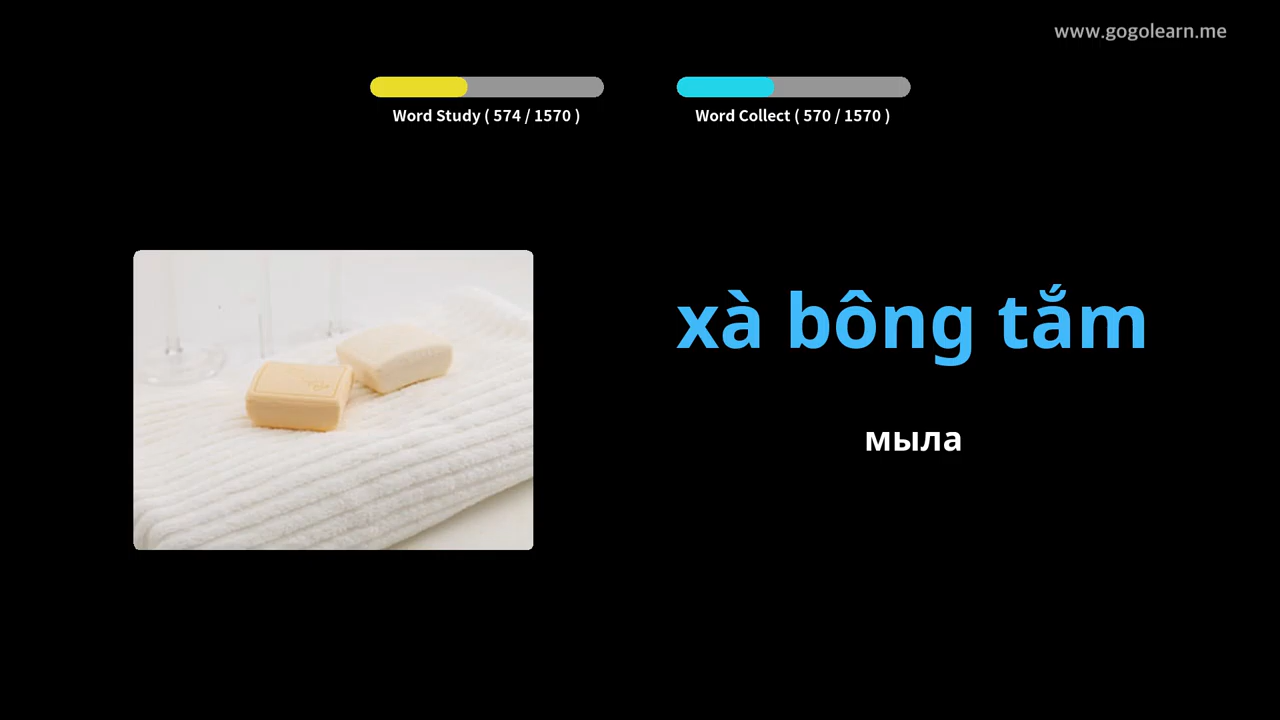 www.gogolearn.me
Word Study ( 574 / 1570 )
Word Collect ( 570 / 1570 )
xà bông tắm
мыла